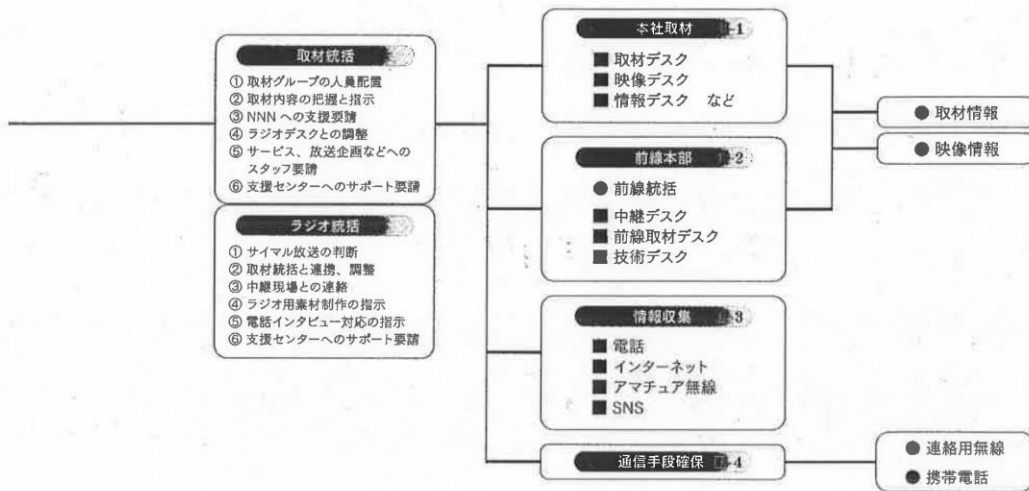 取材統括
① 取材グループの人員配置
② 取材内容の把握と指示
③ NNN への支援要請
④ ラジオデスクとの調整
⑤ サービス、放送企画などへの
スタッフ要請
⑥ 支援センターへのサポート要請
ラジオ統括
① サイマル放送の判断
② 取材統括と連携、調整
③ 中継現場との連絡
④ ラジオ用素材制作の指示
⑤ 電話インタビュー対応の指示
⑥ 支援センターへのサポート要請
本社取材 -1
■ 取材デスク
■ 映像デスク
■ 情報デスク など
前線本部 -2
● 前線統括
■ 中継デスク
■ 前線取材デスク
■ 技術デスク
情報収集 -3
■ 電話
■ インターネット
■ アマチュア無線
■ SNS
通信手段確保 -4
● 取材情報
● 映像情報
● 連絡用無線
● 携帯電話